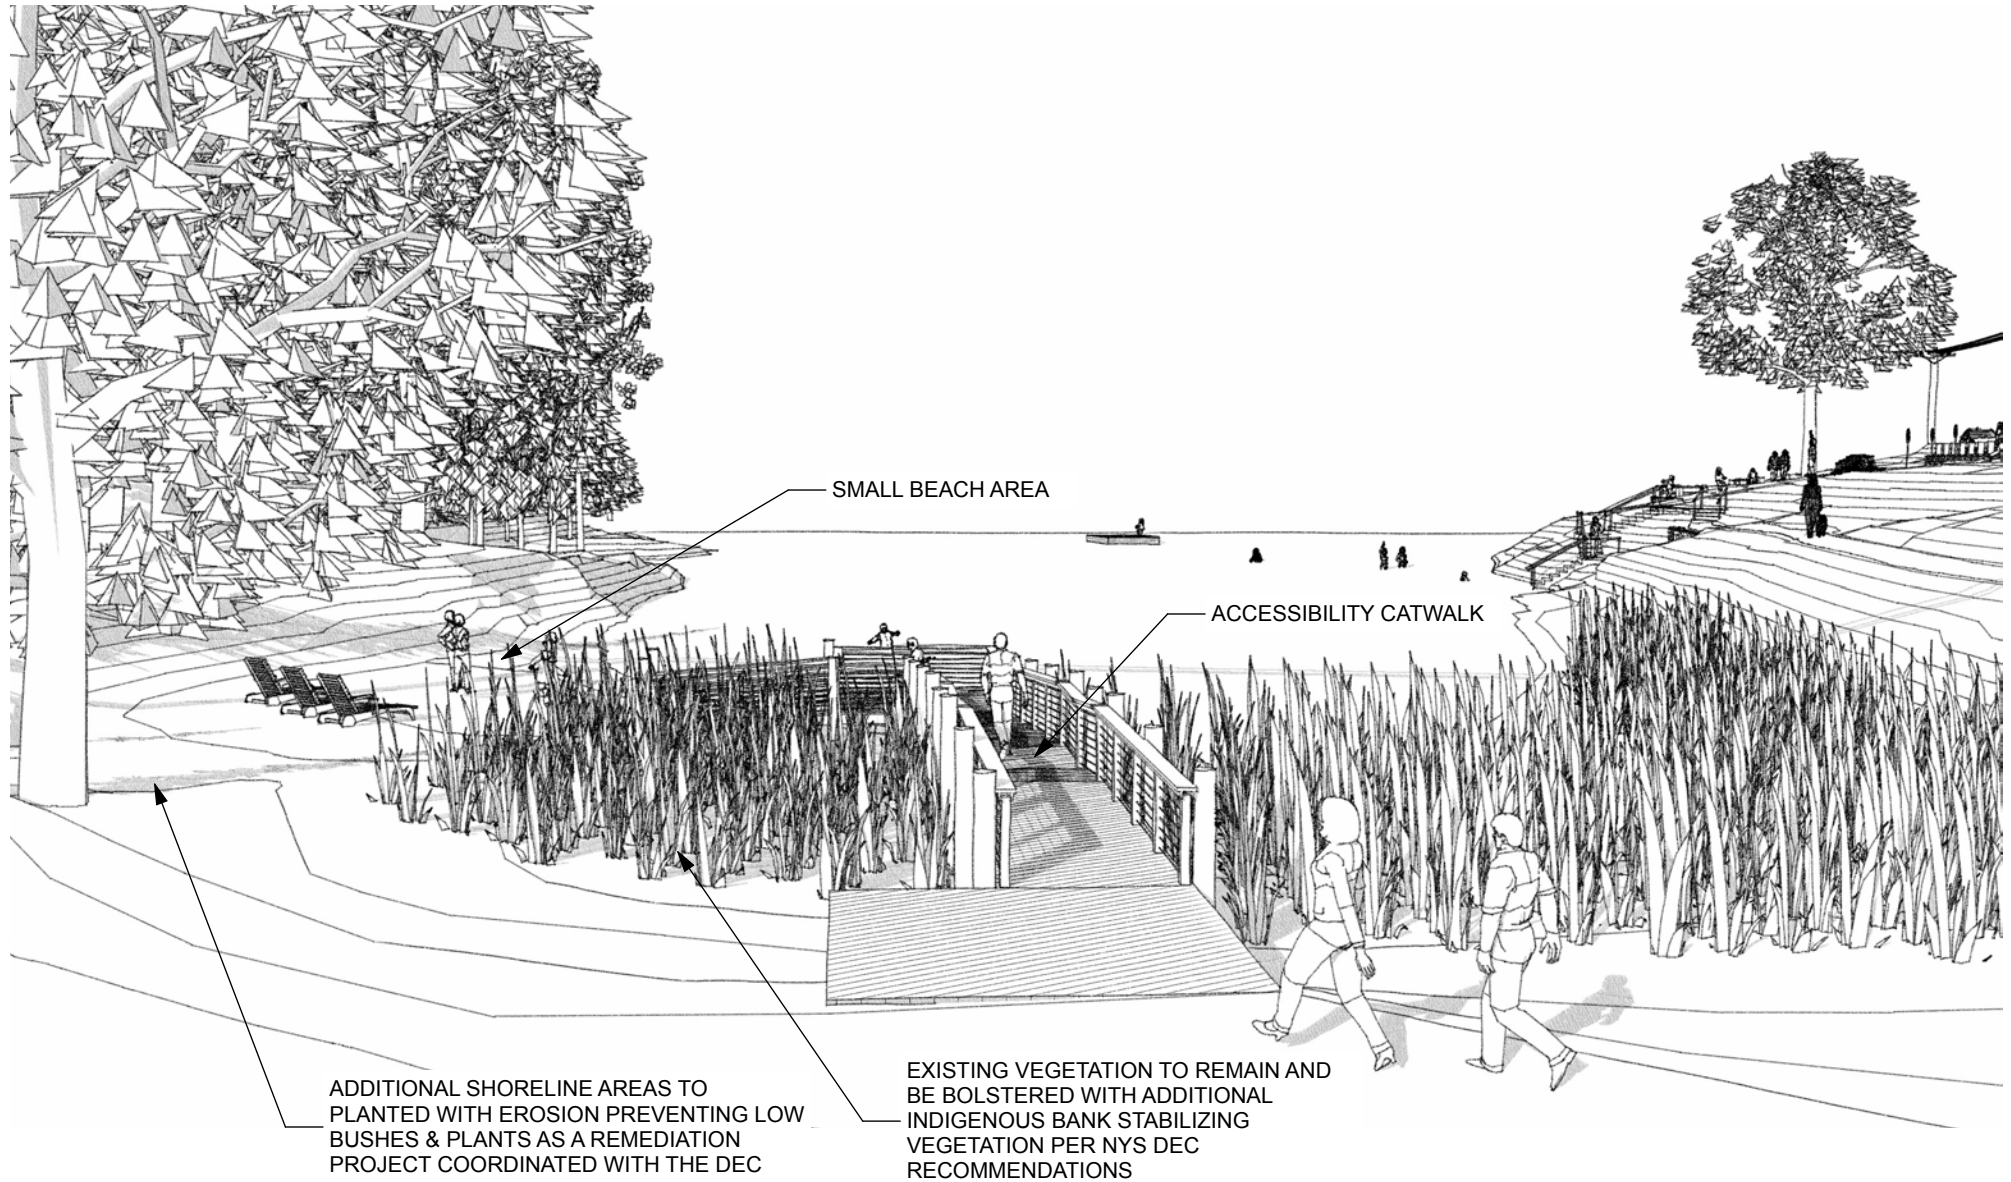 SMALL BEACH AREA
ACCESSIBILITY CATWALK
ADDITIONAL SHORELINE AREAS TO
PLANTED WITH EROSION PREVENTING LOW
BUSHES & PLANTS AS A REMEDIATION
PROJECT COORDINATED WITH THE DEC
EXISTING VEGETATION TO REMAIN AND
BE BOLSTERED WITH ADDITIONAL
INDIGENOUS BANK STABILIZING
VEGETATION PER NYS DEC
RECOMMENDATIONS